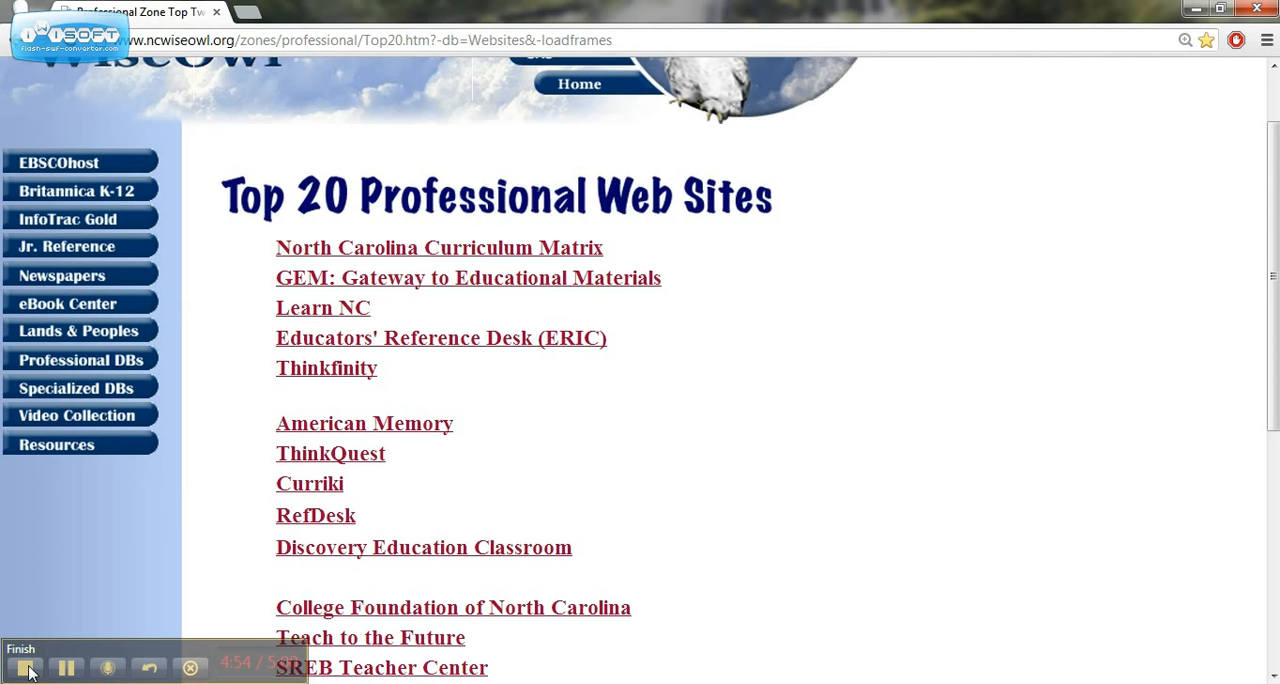 Professional Zone Top Tw
iWiSOFT
flash-swf-converter.com
www.ncwiseowl.org/zones/professional/Top20.htm?-db=Websites&-loadframes
WiseOwl
Home
EBSCOhost
Britannica K-12
InfoTrac Gold
Jr. Reference
Newspapers
eBook Center
Lands & Peoples
Professional DBs
Specialized DBs
Video Collection
Resources
Top 20 Professional Web Sites
North Carolina Curriculum Matrix
GEM: Gateway to Educational Materials
Learn NC
Educators' Reference Desk (ERIC)
Thinkfinity
American Memory
ThinkQuest
Curriki
RefDesk
Discovery Education Classroom
College Foundation of North Carolina
Teach to the Future
SREB Teacher Center
Finish
4:54 /